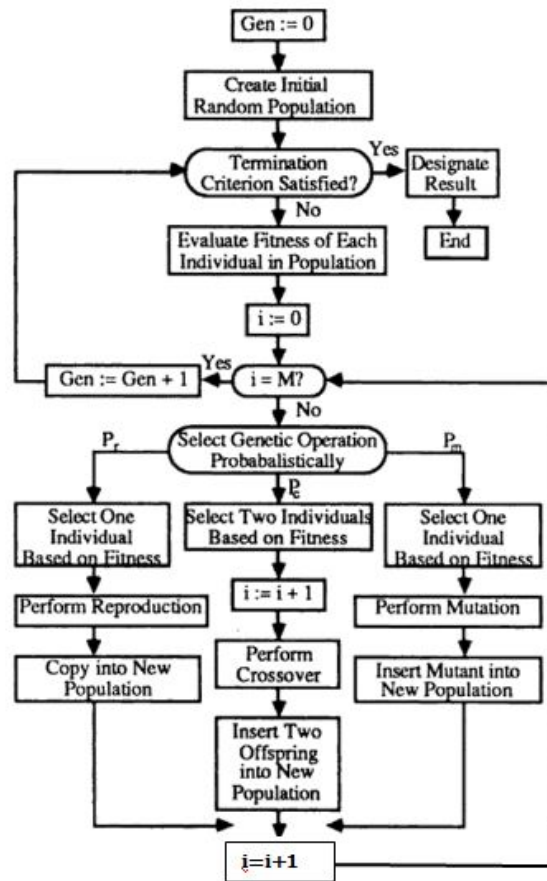 Gen := 0
Create Initial
Random Population
Termination
Criterion Satisfied?
Yes
Designate
Result
No
End
Evaluate Fitness of Each
Individual in Population
i := 0
Gen := Gen + 1
Yes
i = M?
No
Select Genetic Operation
Probabalistically
Pr
Pc
Pm
Select One
Individual
Based on Fitness
Select Two Individuals
Based on Fitness
Select One
Individual
Based on Fitness
Perform Reproduction
i := i + 1
Perform Mutation
Copy into New
Population
Perform
Crossover
Insert Mutant into
New Population
Insert Two
Offspring
into New
Population
i=i+1